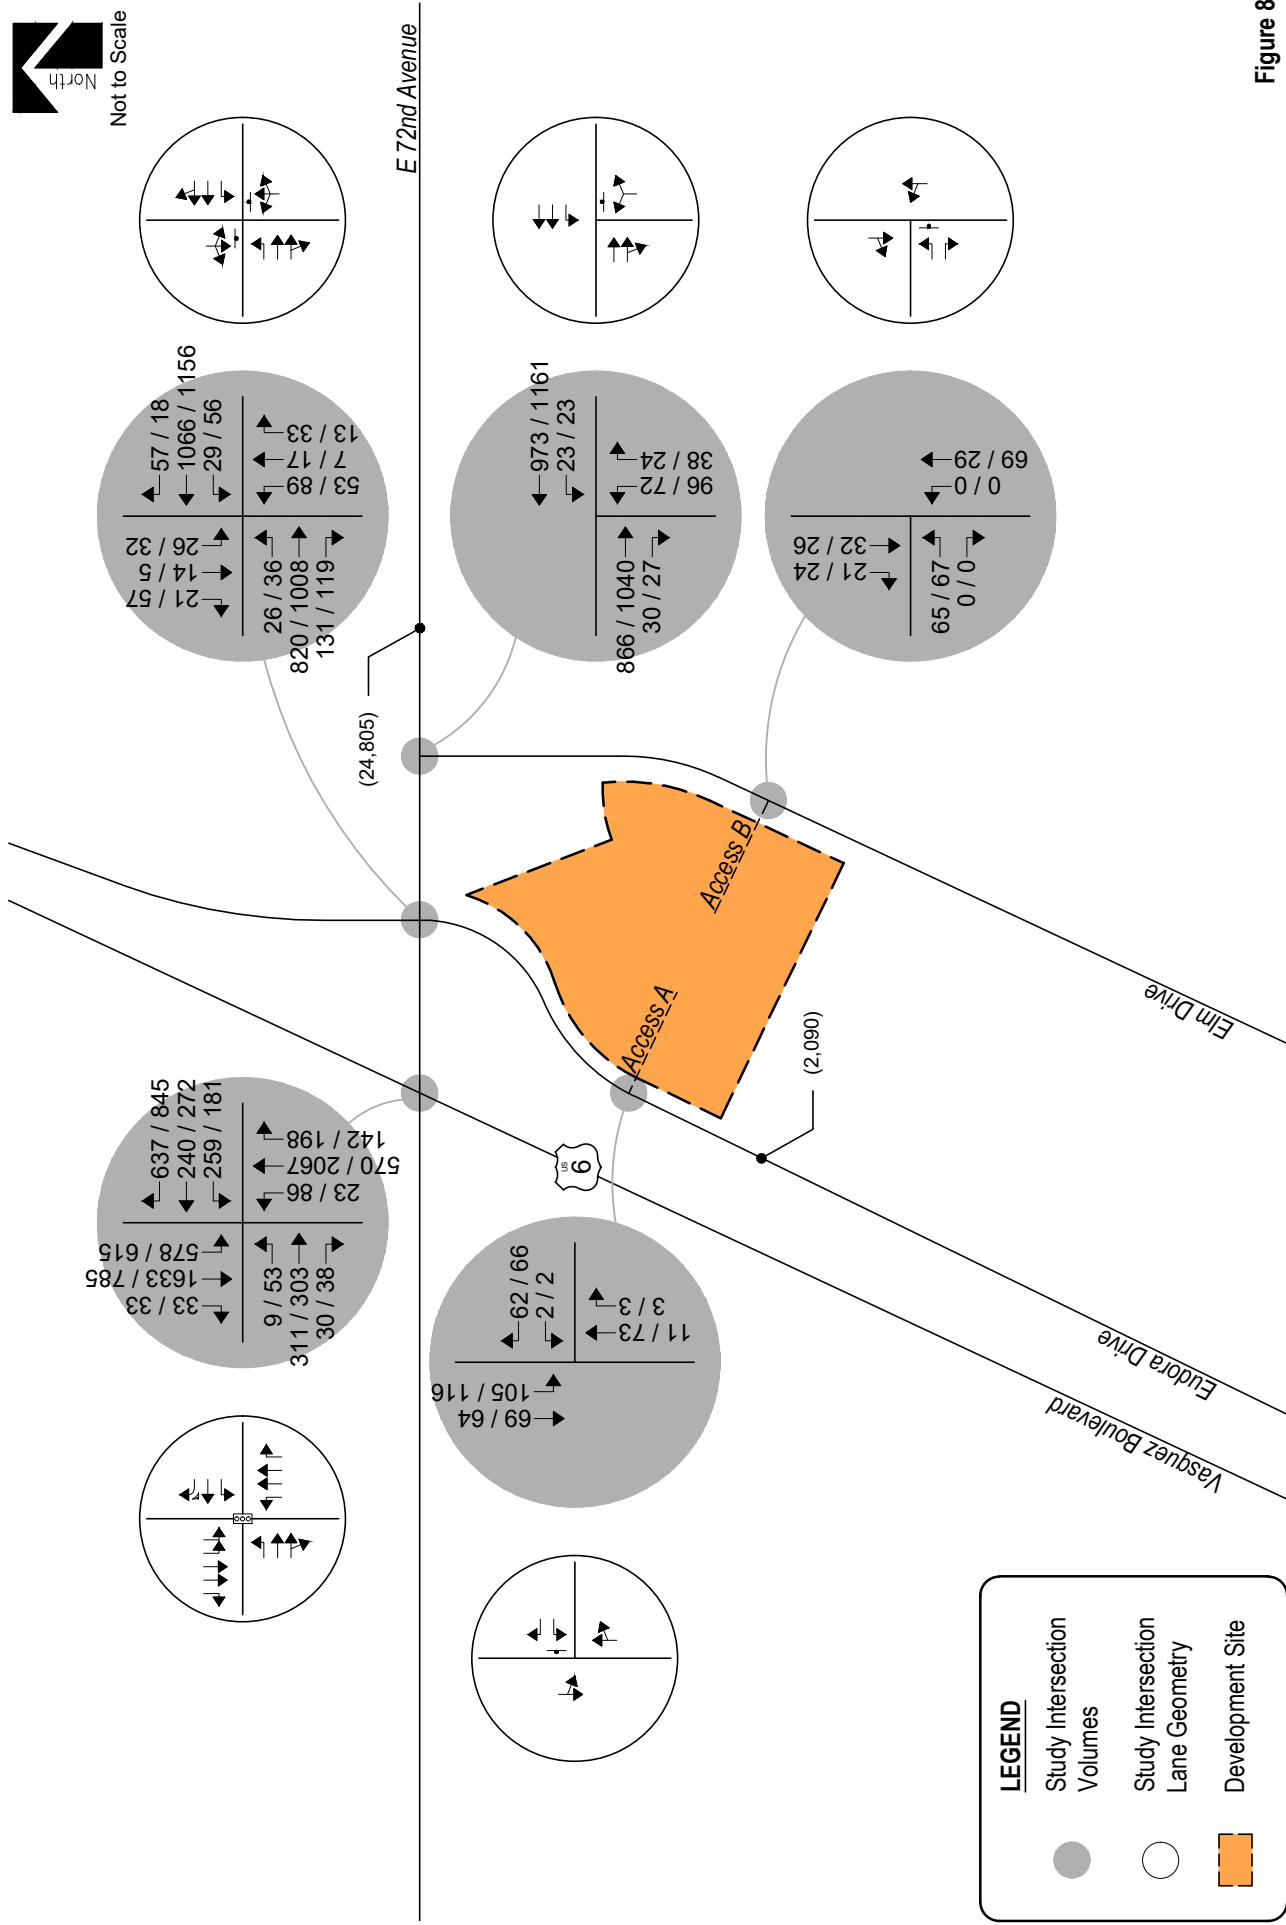 North
Not to Scale
E 72nd Avenue
637 / 845
240 / 272
259 / 181
578 / 615
1633 / 785
33 / 33
9 / 53
311 / 303
30 / 38
23 / 86
570 / 2067
142 / 198
57 / 18
1066 / 1156
29 / 56
26 / 32
14 / 5
21 / 57
26 / 36
820 / 1008
131 / 119
53 / 89
7 / 17
13 / 33
(24,805)
973 / 1161
23 / 23
866 / 1040
30 / 27
96 / 72
38 / 24
62 / 66
2 / 2
105 / 116
69 / 64
11 / 73
3 / 3
32 / 26
21 / 24
65 / 67
0 / 0
0 / 0
69 / 29
US
6
Access A
Access B
(2,090)
Vasquez Boulevard
Eudora Drive
Elm Drive
LEGEND
Study Intersection
Volumes
Study Intersection
Lane Geometry
Development Site
Figure 8